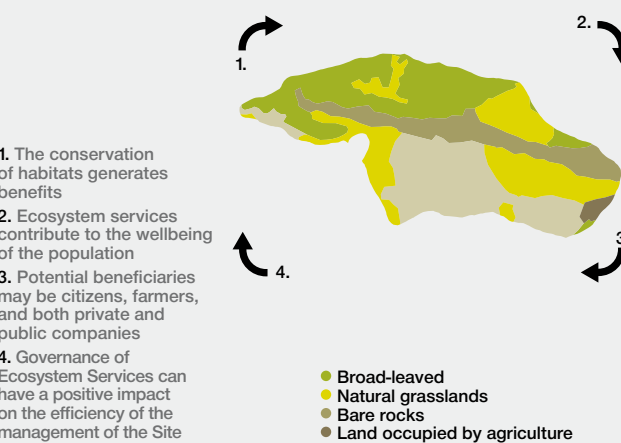 1.
2.
1. The conservation
of habitats generates
benefits
2. Ecosystem services
contribute to the wellbeing
of the population
3. Potential beneficiaries
may be citizens, farmers,
and both private and
public companies
4. Governance of
Ecosystem Services can
have a positive impact
on the efficiency of the
management of the Site
3
4.
Broad-leaved
Natural grasslands
Bare rocks
Land occupied by agriculture